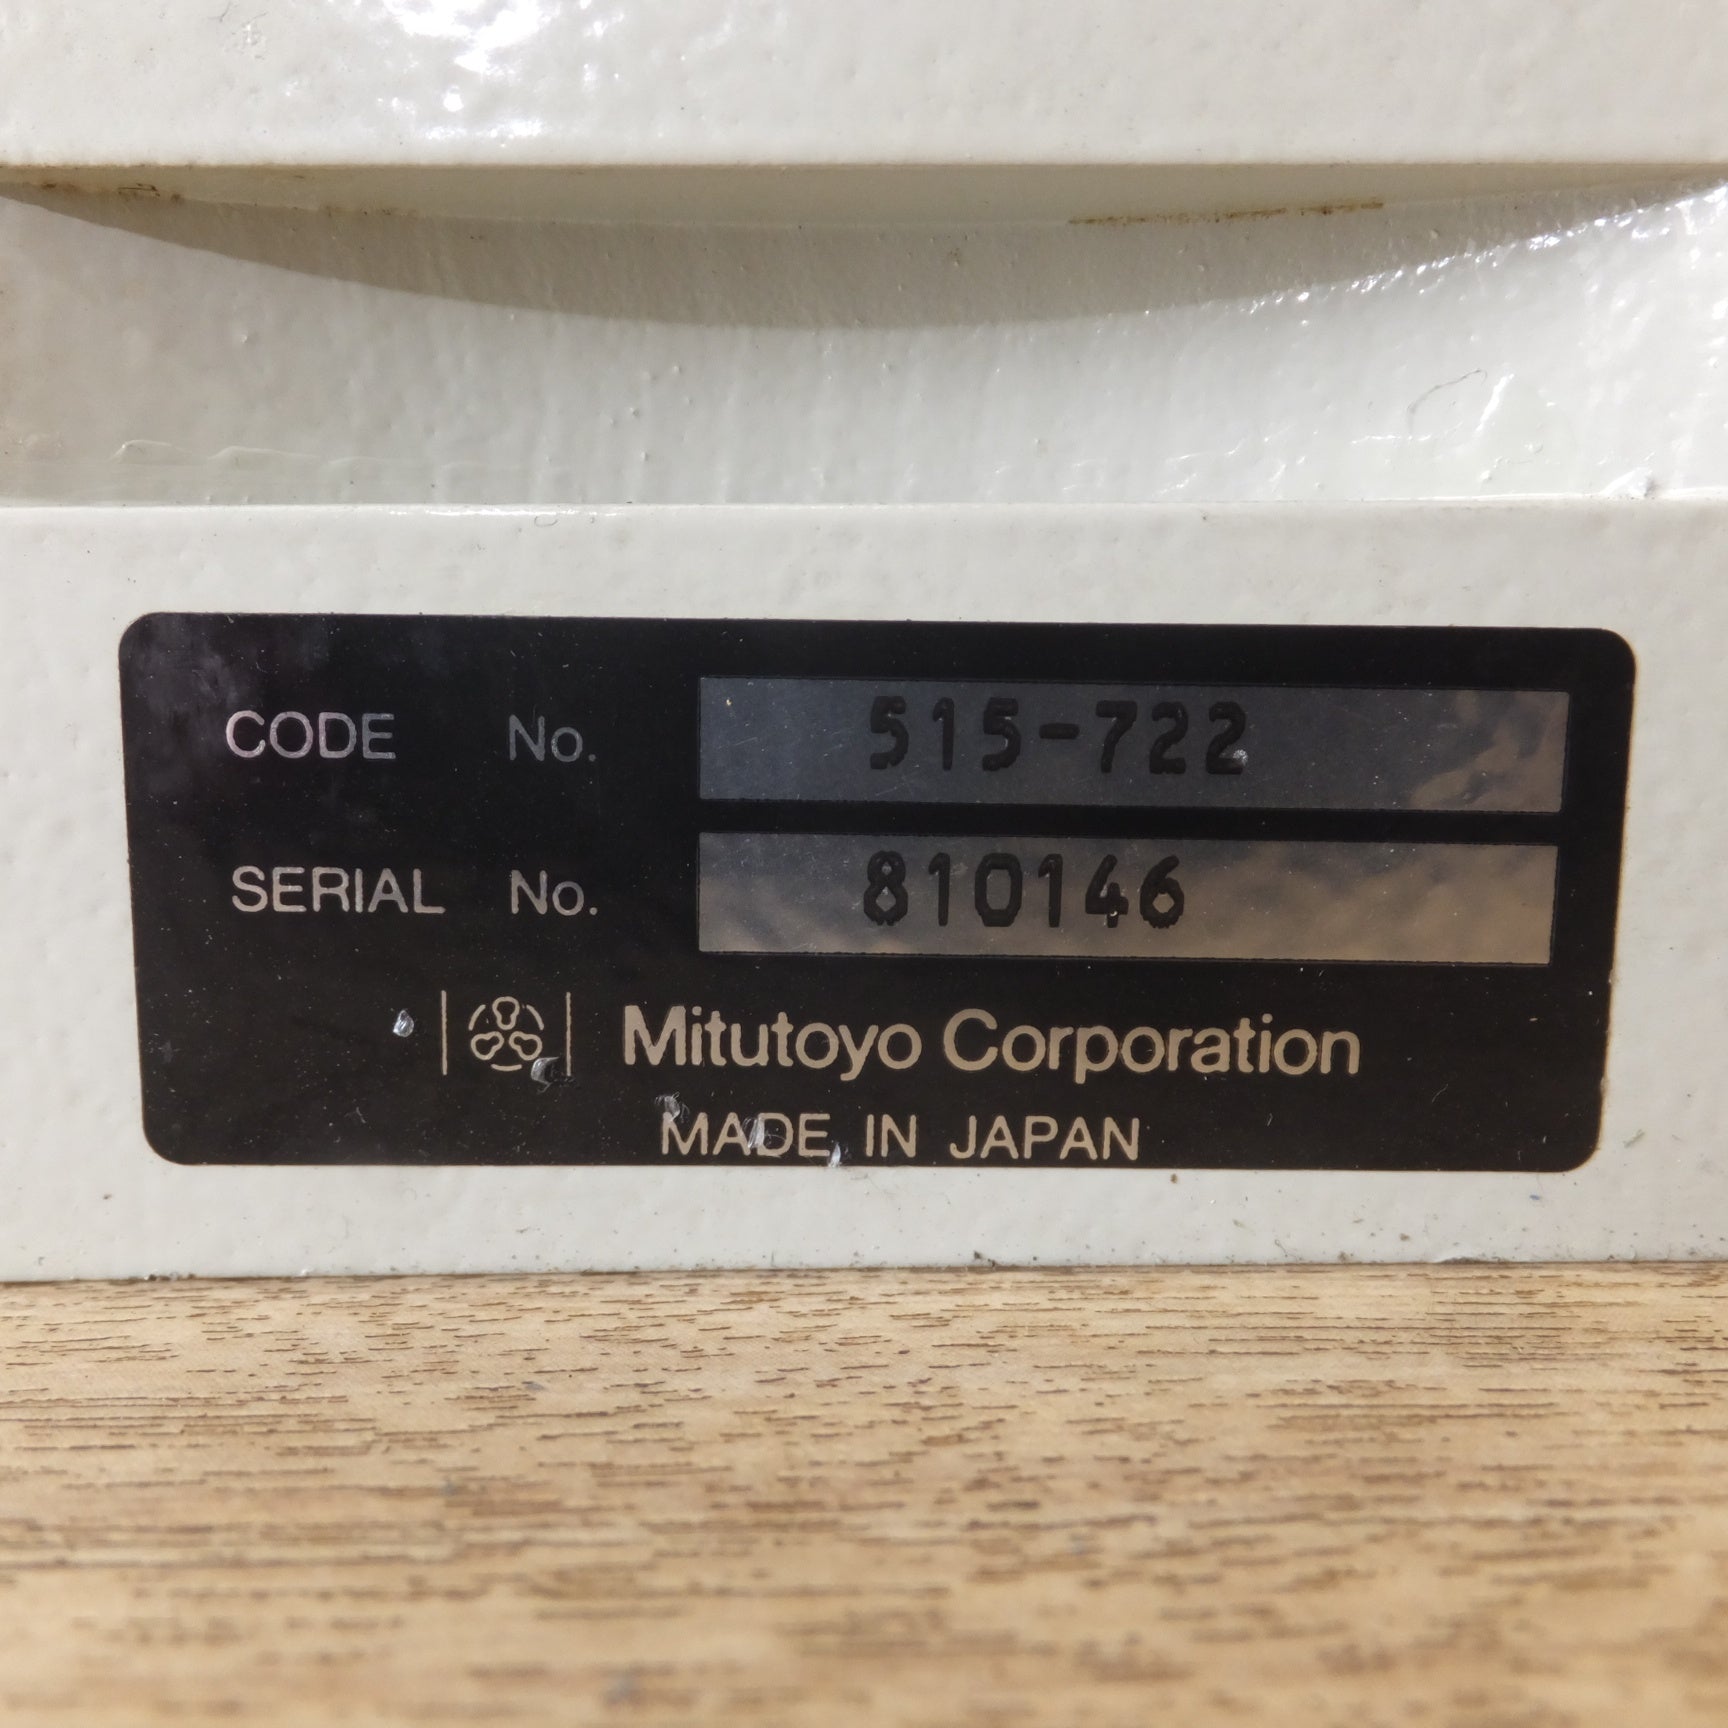 CODE No. 515-722
SERIAL No. 810146
Mitutoyo Corporation
MADE IN JAPAN